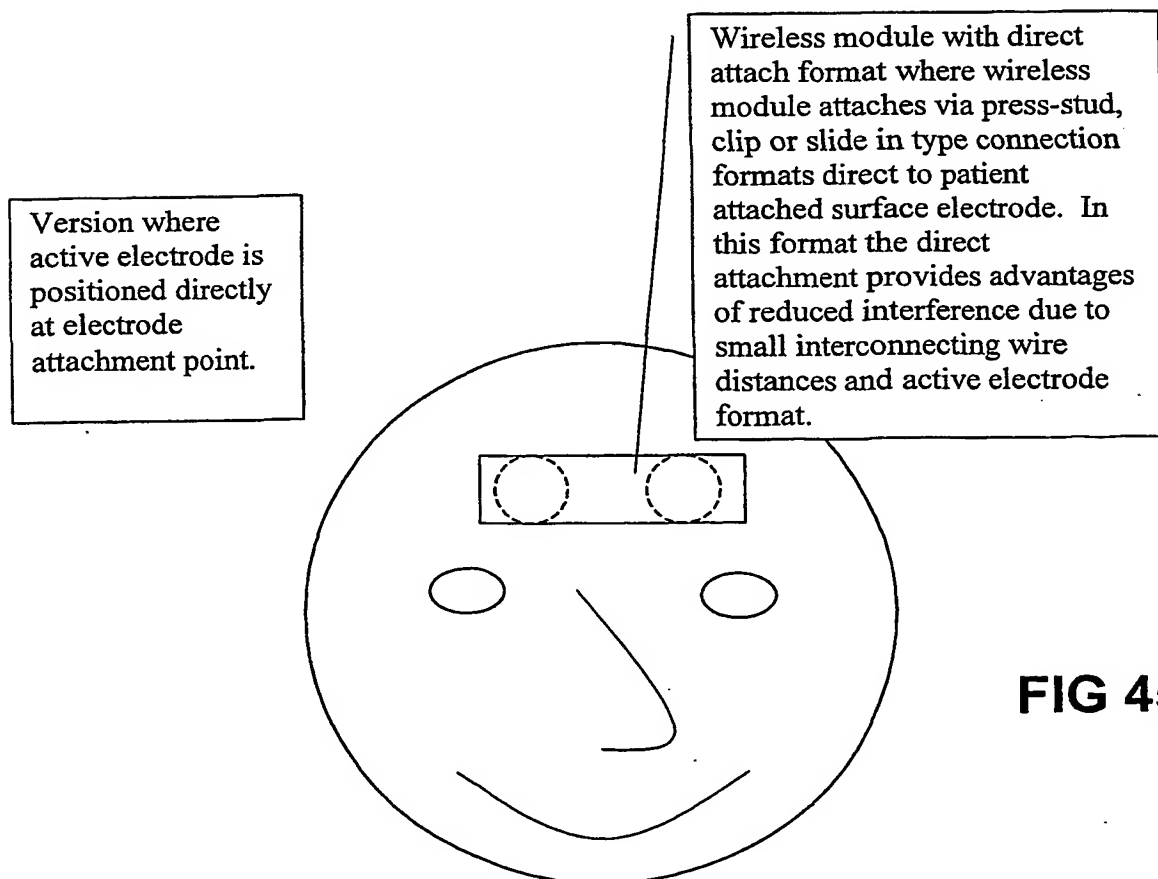 Wireless module with direct
attach format where wireless
module attaches via press-stud,
clip or slide in type connection
formats direct to patient
attached surface electrode. In
this format the direct
attachment provides advantages
of reduced interference due to
small interconnecting wire
distances and active electrode
format.
Version where
active electrode is
positioned directly
at electrode
attachment point.
FIG 4